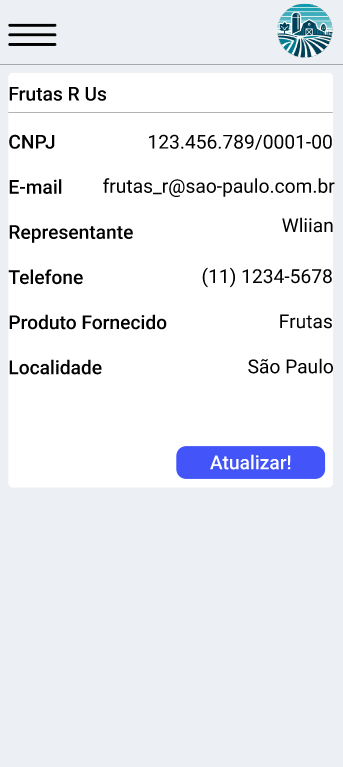 Frutas R Us
CNPJ 123.456.789/0001-00
E-mail frutas_r@sao-paulo.com.br
Representante Wliian
Telefone (11) 1234-5678
Produto Fornecido Frutas
Localidade São Paulo
Atualizar!